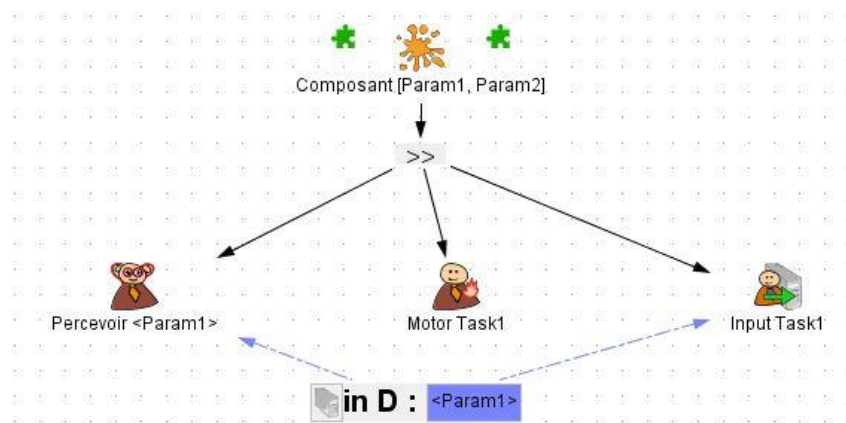 Composant [Param1, Param2]
>>
Percevoir <Param1>
Motor Task1
Input Task1
in D : <Param1>